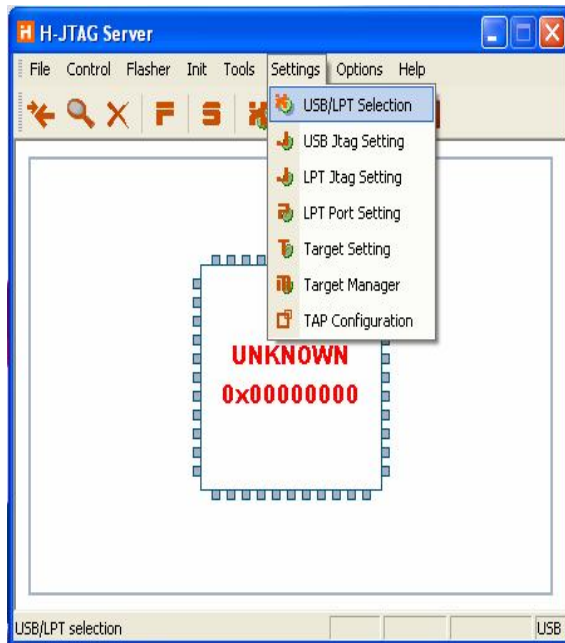 H-JTAG Server
File Control Flasher Init Tools Settings Options Help
F S
USB/LPT Selection
USB Jtag Setting
LPT Jtag Setting
LPT Port Setting
Target Setting
Target Manager
TAP Configuration
UNKNOWN
0x00000000
USB/LPT selection USB